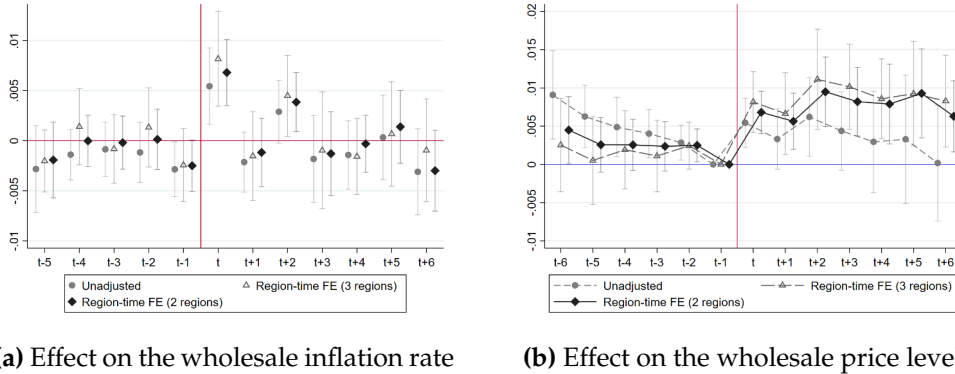 .01
.005
0
-.005
-.01
t-5 t-4 t-3 t-2 t-1 t t+1 t+2 t+3 t+4 t+5 t+6
Unadjusted
Region-time FE (3 regions)
Region-time FE (2 regions)
(a) Effect on the wholesale inflation rate
.02
.015
.01
.005
0
-.005
-.01
t-6 t-5 t-4 t-3 t-2 t-1 t t+1 t+2 t+3 t+4 t+5 t+6
Unadjusted
Region-time FE (3 regions)
Region-time FE (2 regions)
(b) Effect on the wholesale price level